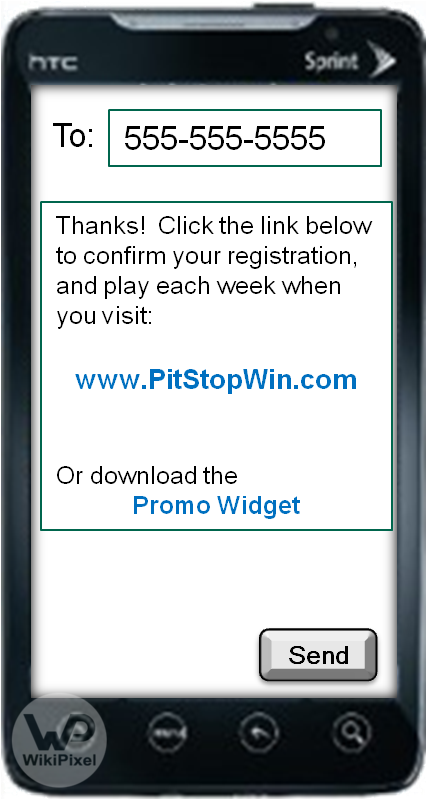 hTC
Sprint
To:
555-555-5555
Thanks!  Click the link below
to confirm your registration,
and play each week when
you visit:
www.PitStopWin.com
Or download the
Promo Widget
Send
WP
WikiPixel